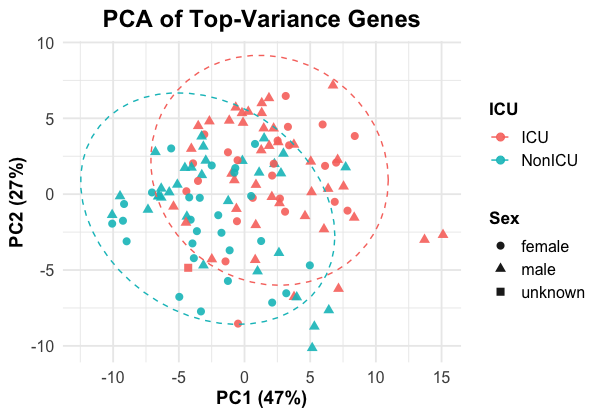 PCA of Top-Variance Genes
10
5
0
-5
-10
PC2 (27%)
-10
-5
0
5
10
15
PC1 (47%)
ICU
ICU
NonICU
Sex
female
male
unknown